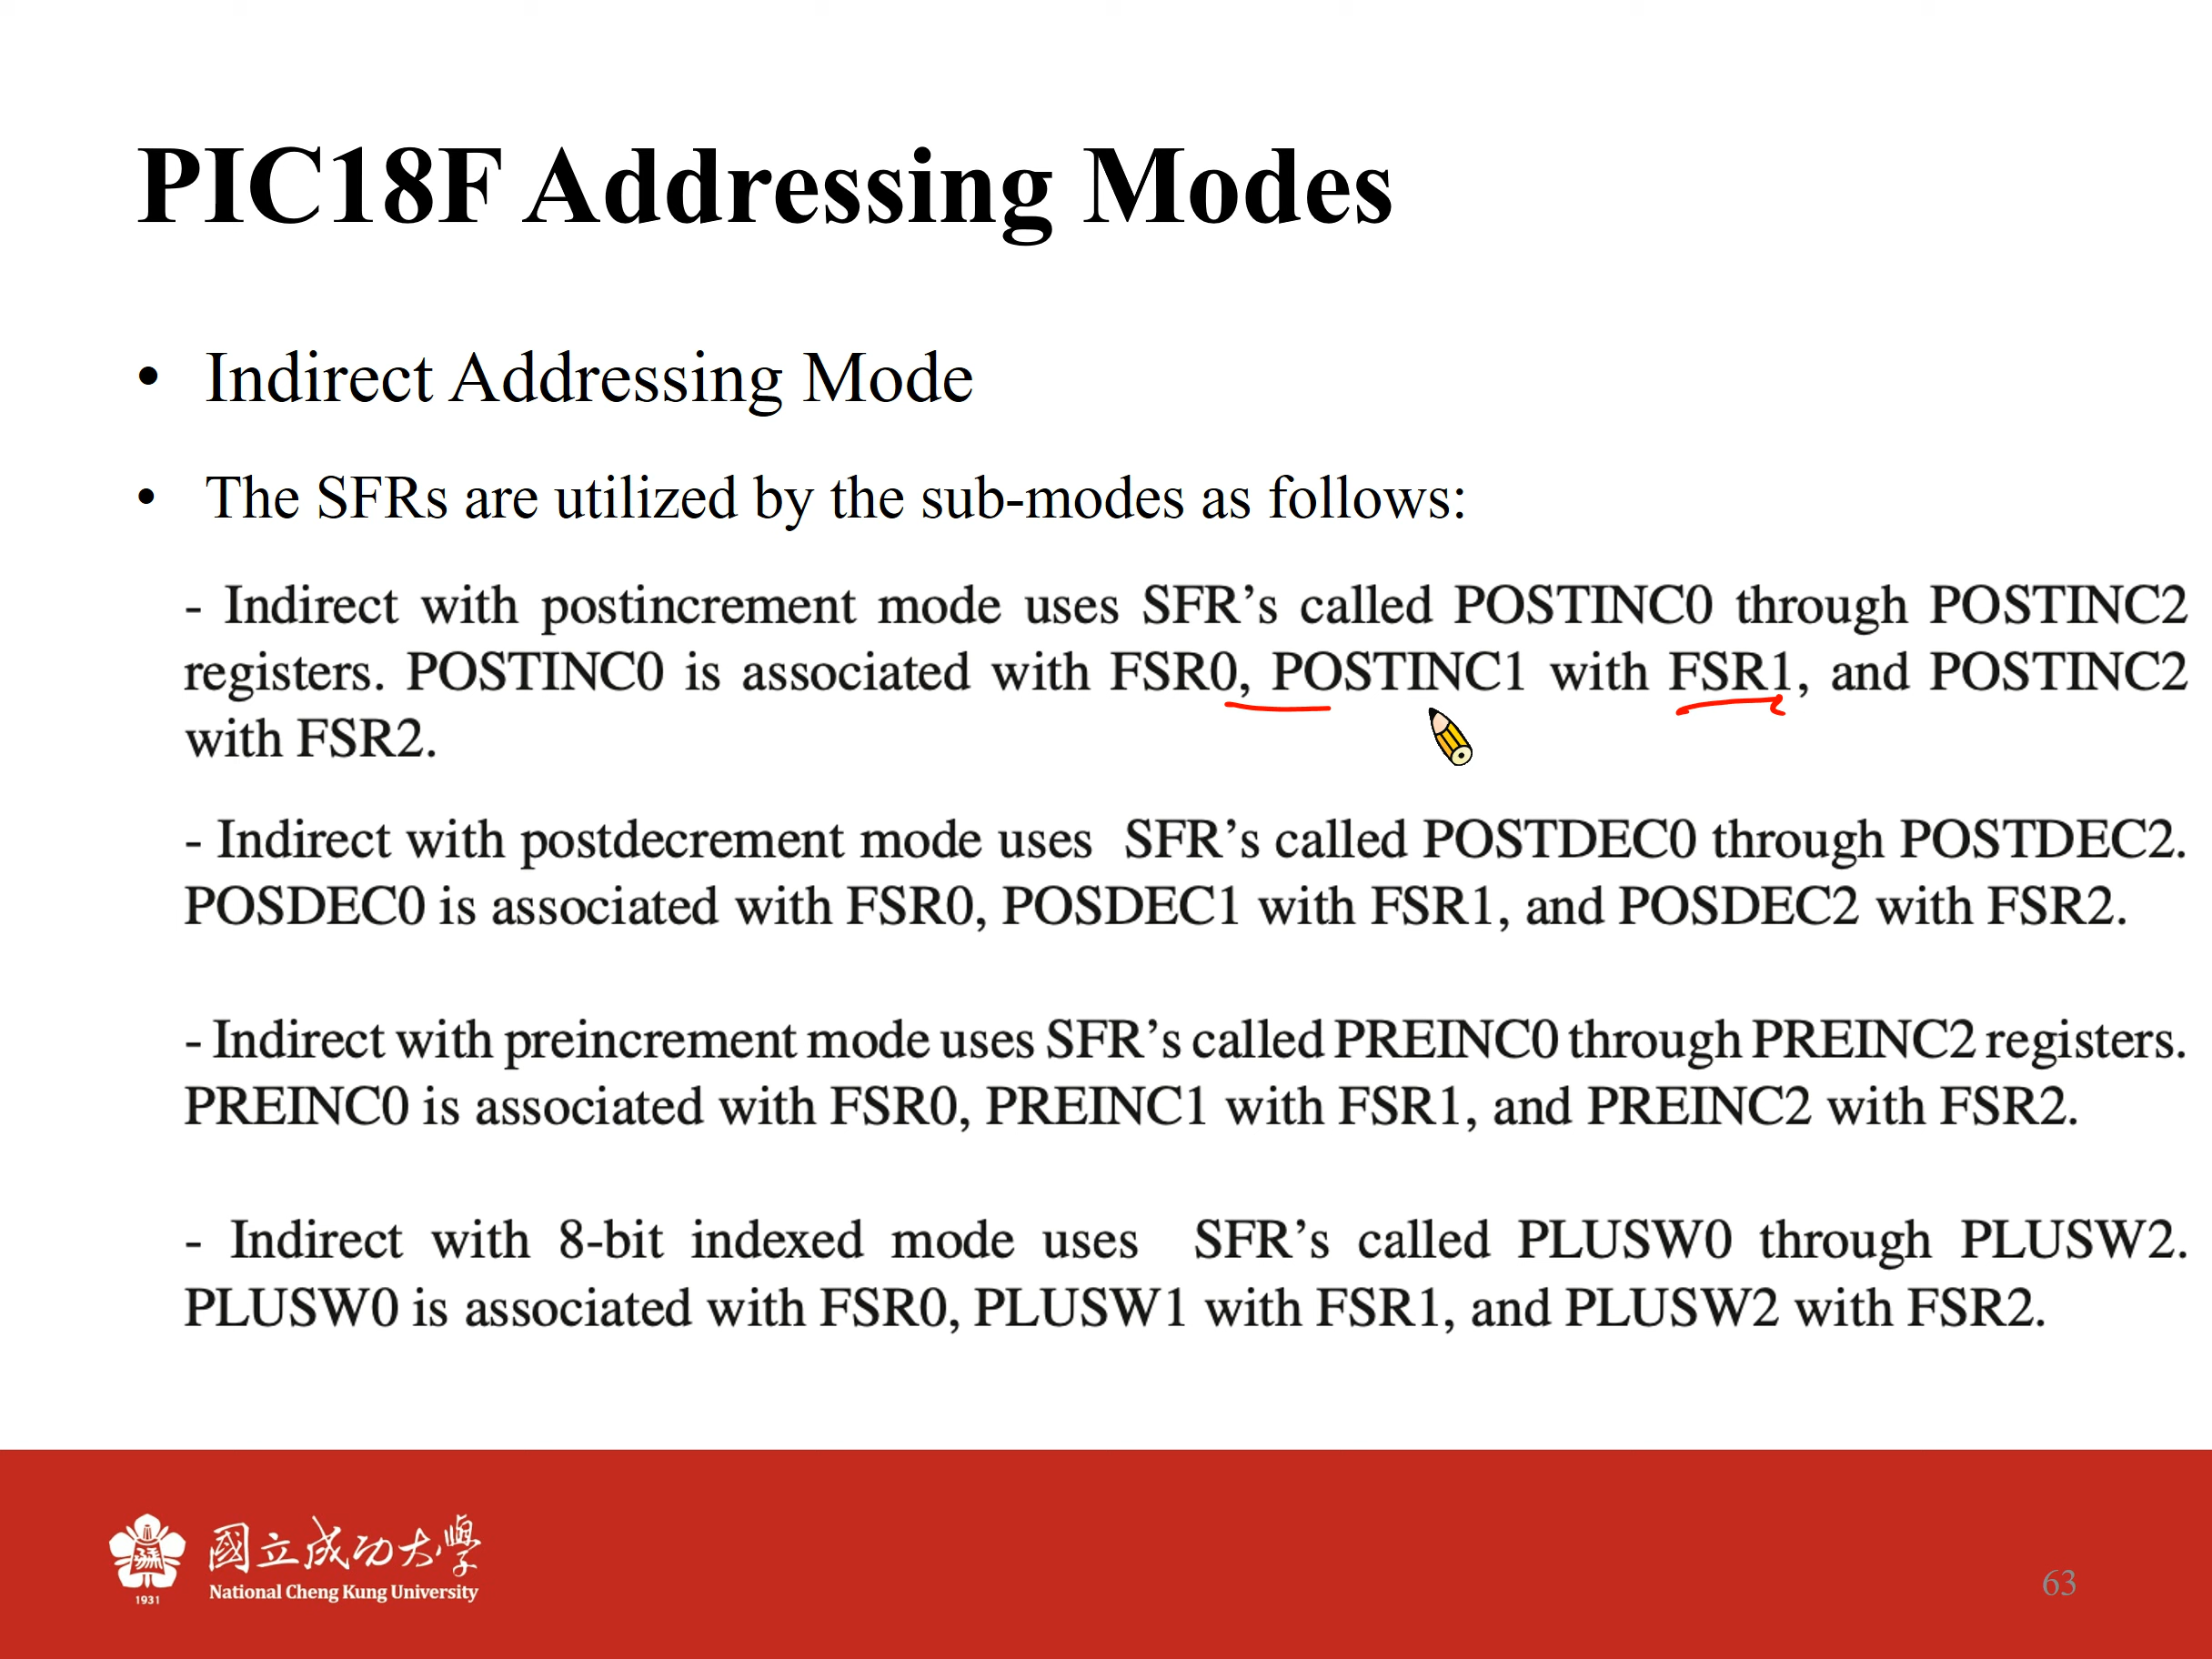 PIC18F Addressing Modes
• Indirect Addressing Mode
• The SFRs are utilized by the sub-modes as follows:
- Indirect with postincrement mode uses SFR’s called POSTINC0 through POSTINC2
registers. POSTINC0 is associated with FSR0, POSTINC1 with FSR1, and POSTINC2
with FSR2.
- Indirect with postdecrement mode uses SFR’s called POSTDEC0 through POSTDEC2.
POSDEC0 is associated with FSR0, POSDEC1 with FSR1, and POSDEC2 with FSR2.
- Indirect with preincrement mode uses SFR’s called PREINC0 through PREINC2 registers.
PREINC0 is associated with FSR0, PREINC1 with FSR1, and PREINC2 with FSR2.
- Indirect with 8-bit indexed mode uses SFR’s called PLUSW0 through PLUSW2.
PLUSW0 is associated with FSR0, PLUSW1 with FSR1, and PLUSW2 with FSR2.
國立成功大學
National Cheng Kung University
1931
63